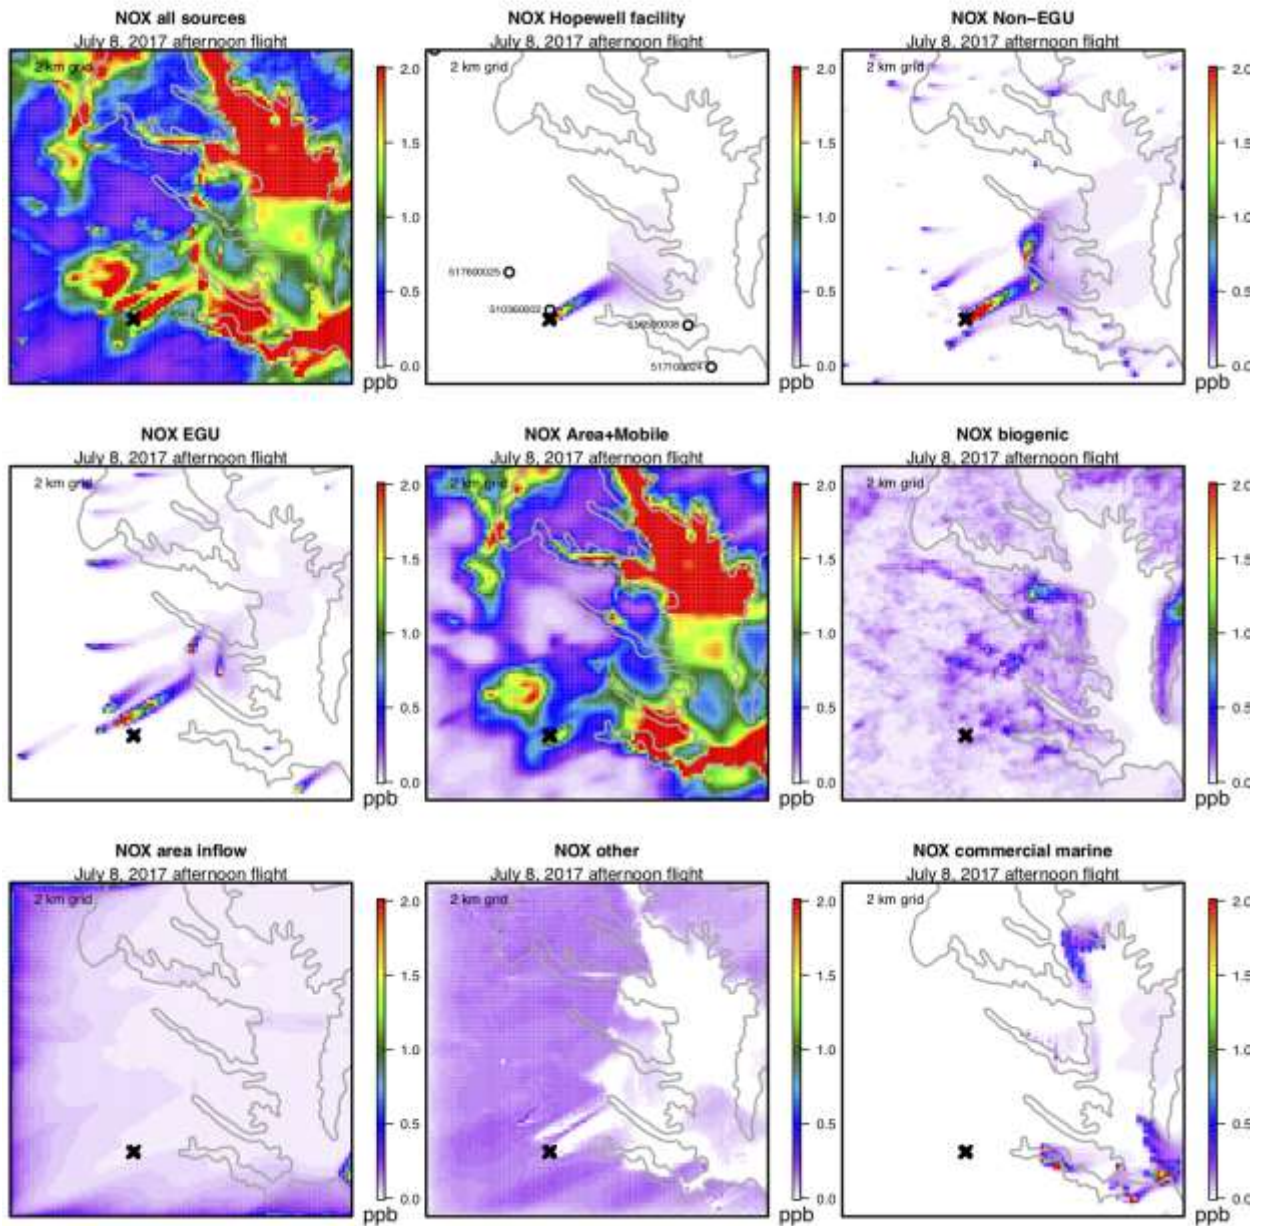 NOX all sources
July 8, 2017 afternoon flight
2 km grid
2.0
1.5
1.0
0.5
0.0
ppb
NOX Hopewell facility
July 8, 2017 afternoon flight
2 km grid
517600025
510360002
517100024
2.0
1.5
1.0
0.5
0.0
ppb
NOX Non-EGU
July 8, 2017 afternoon flight
2 km grid
2.0
1.5
1.0
0.5
0.0
ppb
NOX EGU
July 8, 2017 afternoon flight
2 km grid
2.0
1.5
1.0
0.5
0.0
ppb
NOX Area+Mobile
July 8, 2017 afternoon flight
2 km grid
2.0
1.5
1.0
0.5
0.0
ppb
NOX biogenic
July 8, 2017 afternoon flight
2 km grid
2.0
1.5
1.0
0.5
0.0
ppb
NOX area inflow
July 8, 2017 afternoon flight
2 km grid
2.0
1.5
1.0
0.5
0.0
ppb
NOX other
July 8, 2017 afternoon flight
2 km grid
2.0
1.5
1.0
0.5
0.0
ppb
NOX commercial marine
July 8, 2017 afternoon flight
2 km grid
2.0
1.5
1.0
0.5
0.0
ppb